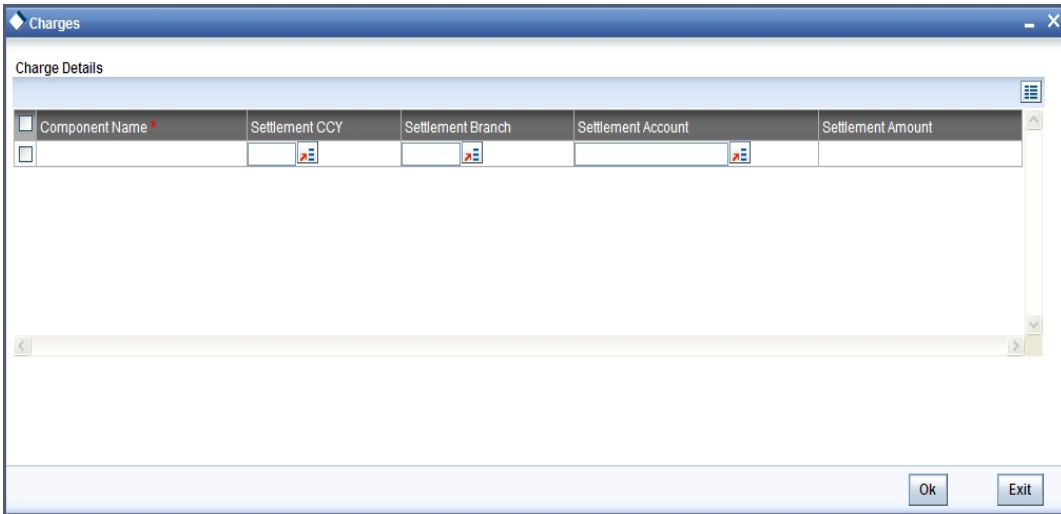 Charges
Charge Details
Component Name * Settlement CCY Settlement Branch Settlement Account Settlement Amount
Ok Exit